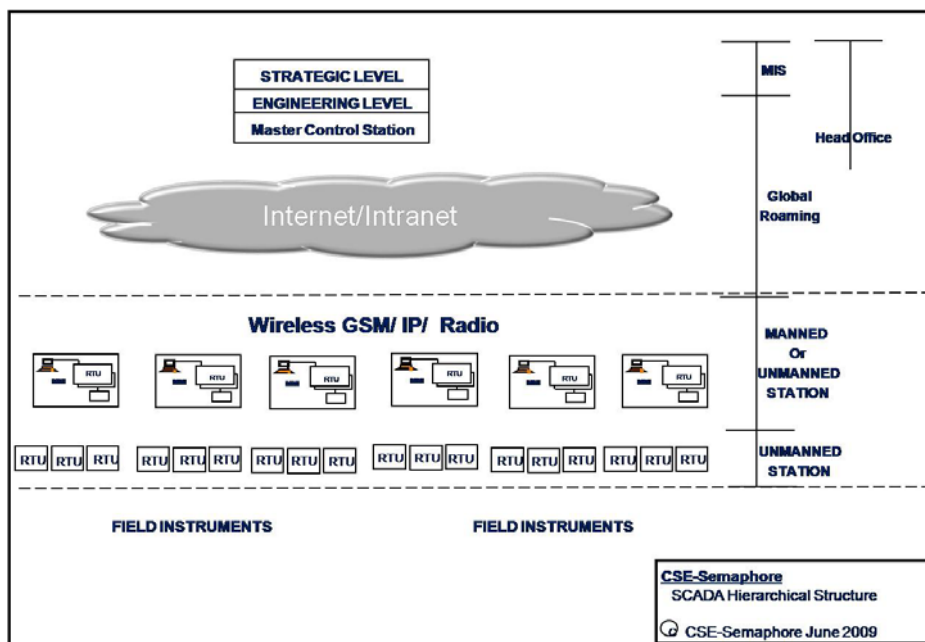 STRATEGIC LEVEL
ENGINEERING LEVEL
Master Control Station
MIS
Head Office
Internet/Intranet
Global
Roaming
Wireless GSM/ IP/ Radio
MANNED
Or
UNMANNED
STATION
RTU RTU RTU RTU RTU RTU
RTU RTU RTU RTU RTU RTU RTU RTU RTU RTU RTU RTU RTU RTU RTU RTU RTU RTU
UNMANNED
STATION
FIELD INSTRUMENTS FIELD INSTRUMENTS
CSE-Semaphore
SCADA Hierarchical Structure
CSE-Semaphore June 2009